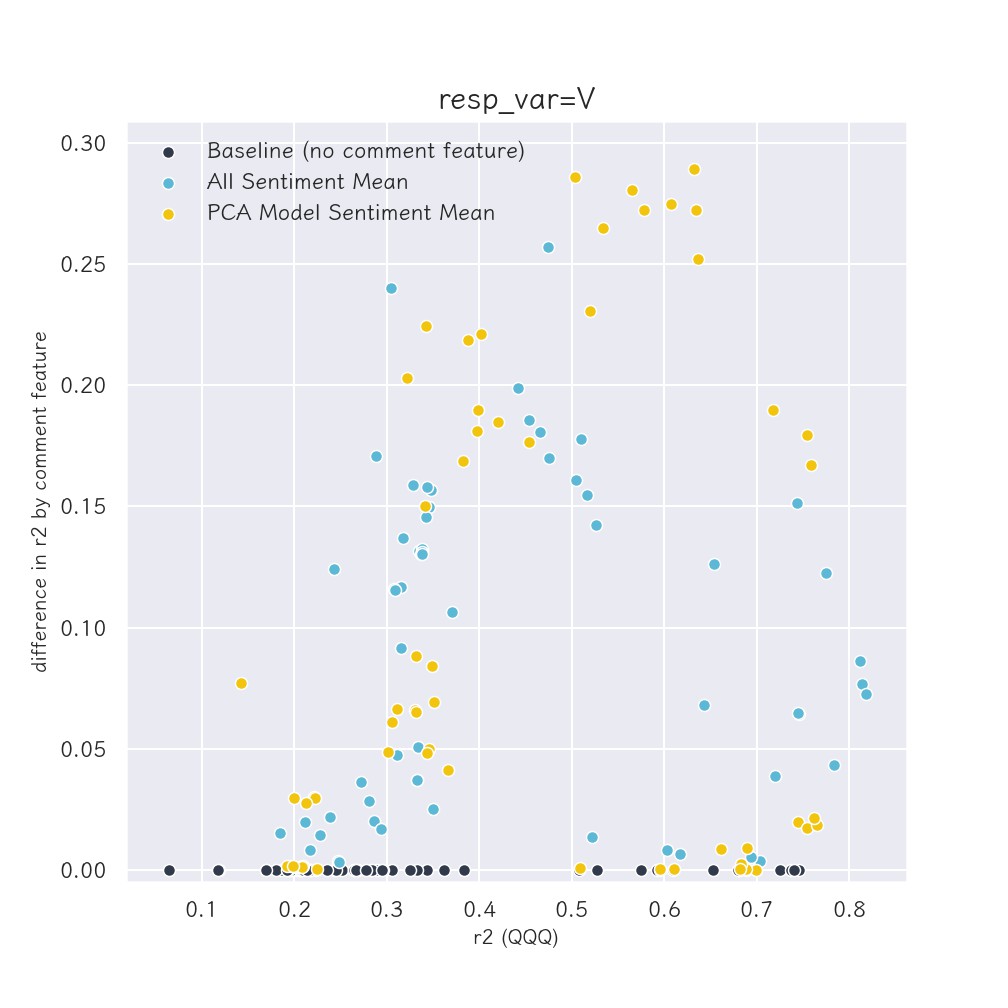 resp_var=V
Baseline (no comment feature)
All Sentiment Mean
PCA Model Sentiment Mean
0.30
0.25
0.20
0.15
0.10
0.05
0.00
difference in r2 by comment feature
0.1 0.2 0.3 0.4 0.5 0.6 0.7 0.8
r2 (QQQ)